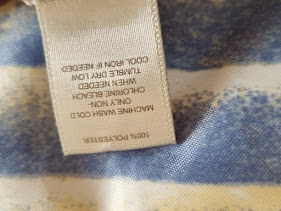 100% POLYESTER
MACHINE WASH COLD
ONLY NON-
CHLORINE BLEACH
WHEN NEEDED
TUMBLE DRY LOW
COOL IRON IF NEEDED